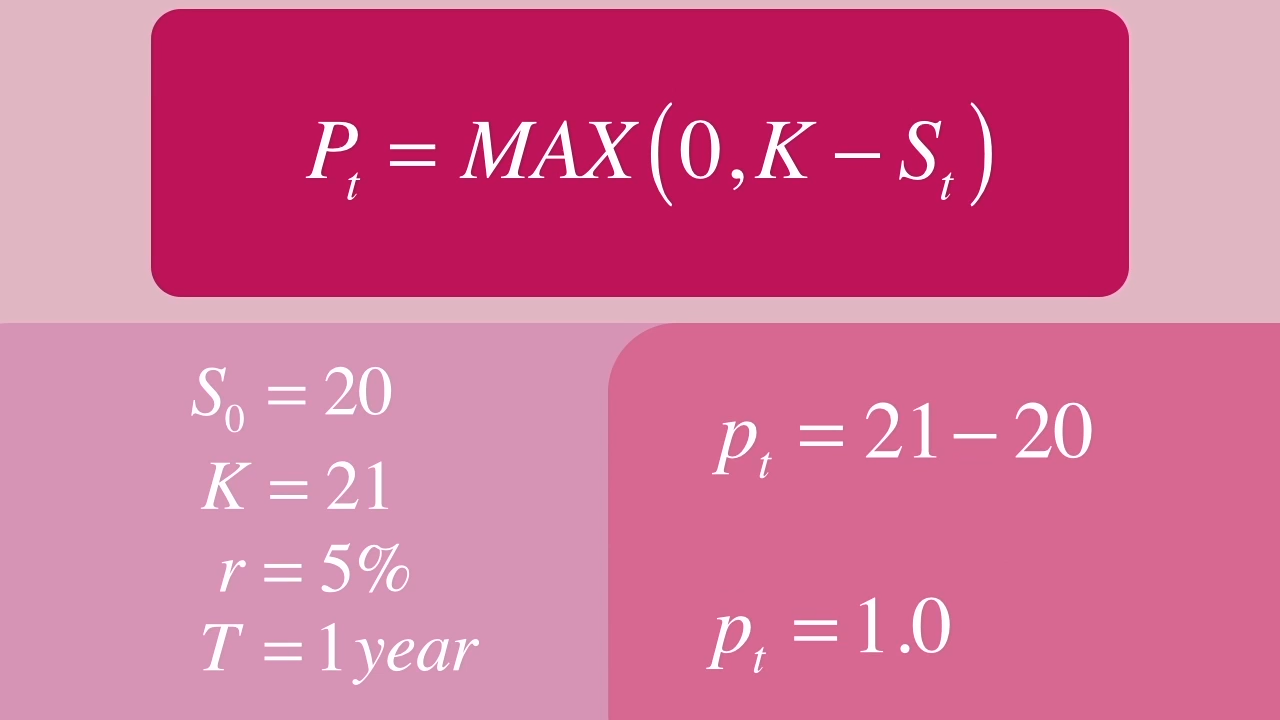 P_t = MAX(0, K − S_t)
S_0 = 20
K = 21
r = 5%
T = 1 year
p_t = 21 − 20
p_t = 1.0